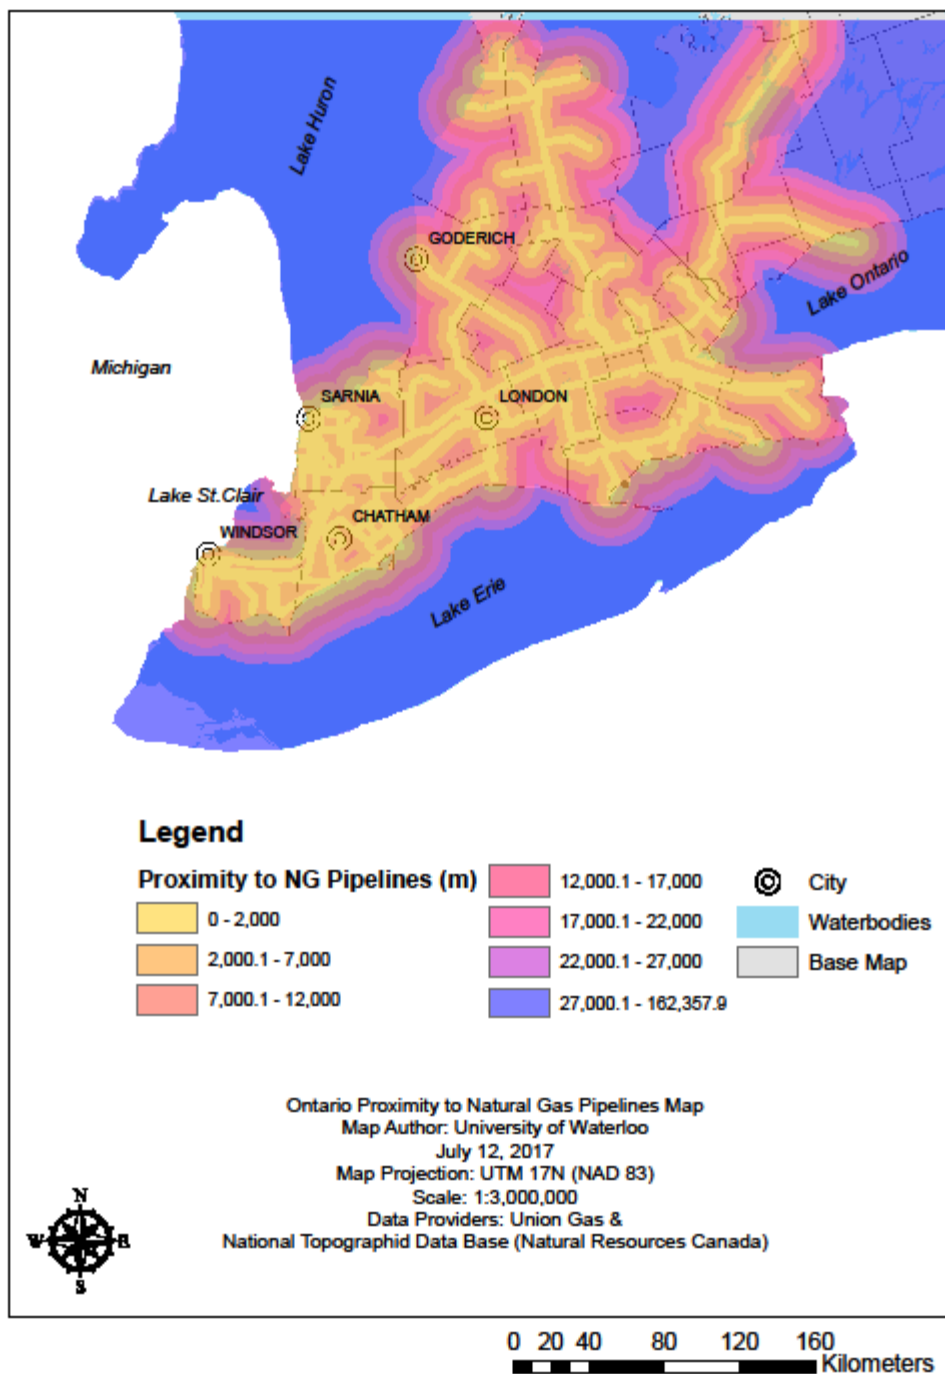 Lake Huron
GODERICH
Lake Ontario
Michigan
SARNIA
LONDON
Lake St.Clair
CHATHAM
WINDSOR
Lake Erie
Legend
Proximity to NG Pipelines (m)
0 - 2,000
2,000.1 - 7,000
7,000.1 - 12,000
12,000.1 - 17,000
17,000.1 - 22,000
22,000.1 - 27,000
27,000.1 - 162,357.9
City
Waterbodies
Base Map
Ontario Proximity to Natural Gas Pipelines Map
Map Author: University of Waterloo
July 12, 2017
Map Projection: UTM 17N (NAD 83)
Scale: 1:3,000,000
Data Providers: Union Gas &
National Topographid Data Base (Natural Resources Canada)
N
W E
S
0 20 40 80 120 160
Kilometers